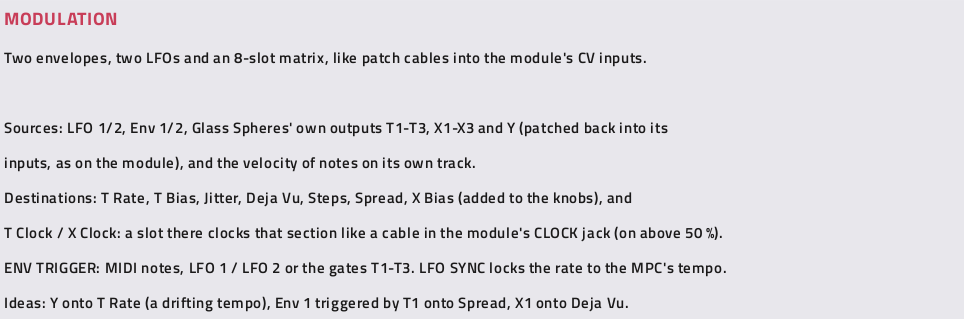 MODULATION
Two envelopes, two LFOs and an 8-slot matrix, like patch cables into the module's CV inputs.
Sources: LFO 1/2, Env 1/2, Glass Spheres' own outputs T1-T3, X1-X3 and Y (patched back into its
inputs, as on the module), and the velocity of notes on its own track.
Destinations: T Rate, T Bias, Jitter, Deja Vu, Steps, Spread, X Bias (added to the knobs), and
T Clock / X Clock: a slot there clocks that section like a cable in the module's CLOCK jack (on above 50 %).
ENV TRIGGER: MIDI notes, LFO 1 / LFO 2 or the gates T1-T3. LFO SYNC locks the rate to the MPC's tempo.
Ideas: Y onto T Rate (a drifting tempo), Env 1 triggered by T1 onto Spread, X1 onto Deja Vu.